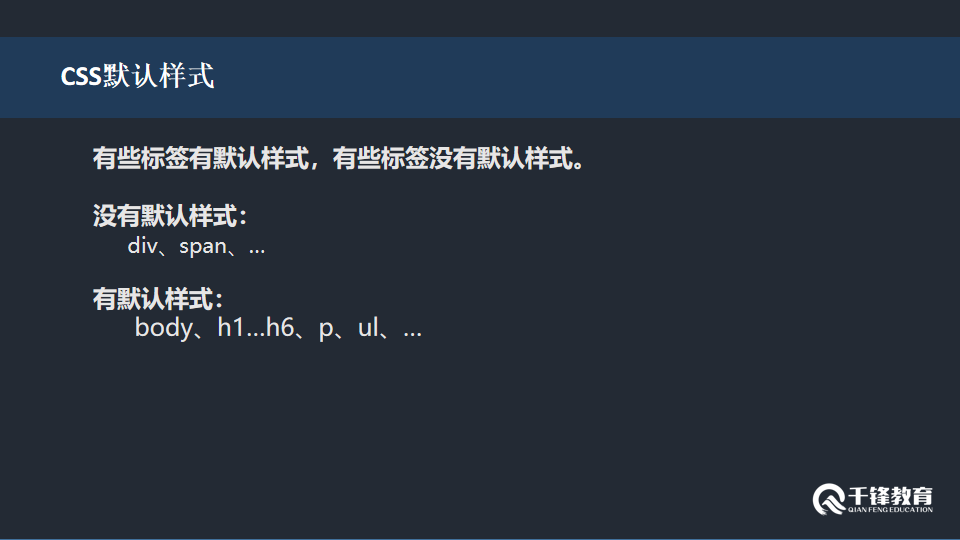 CSS默认样式
有些标签有默认样式，有些标签没有默认样式。
没有默认样式：
div、span、…
有默认样式：
body、h1…h6、p、ul、…
千锋教育
QIAN FENG EDUCATION